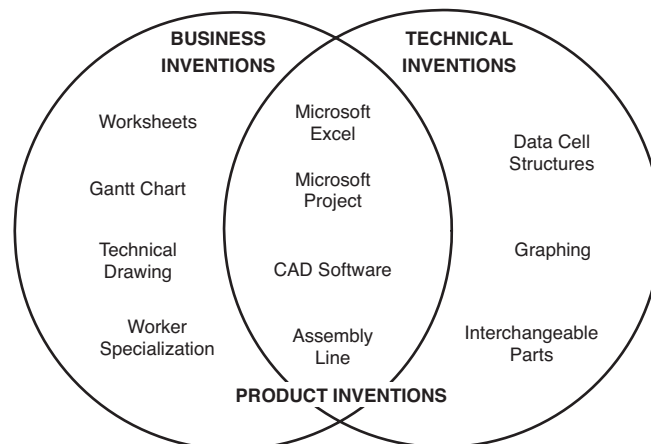 BUSINESS
INVENTIONS
TECHNICAL
INVENTIONS
Worksheets
Gantt Chart
Technical
Drawing
Worker
Specialization
Microsoft
Excel
Microsoft
Project
CAD Software
Assembly
Line
Data Cell
Structures
Graphing
Interchangeable
Parts
PRODUCT INVENTIONS